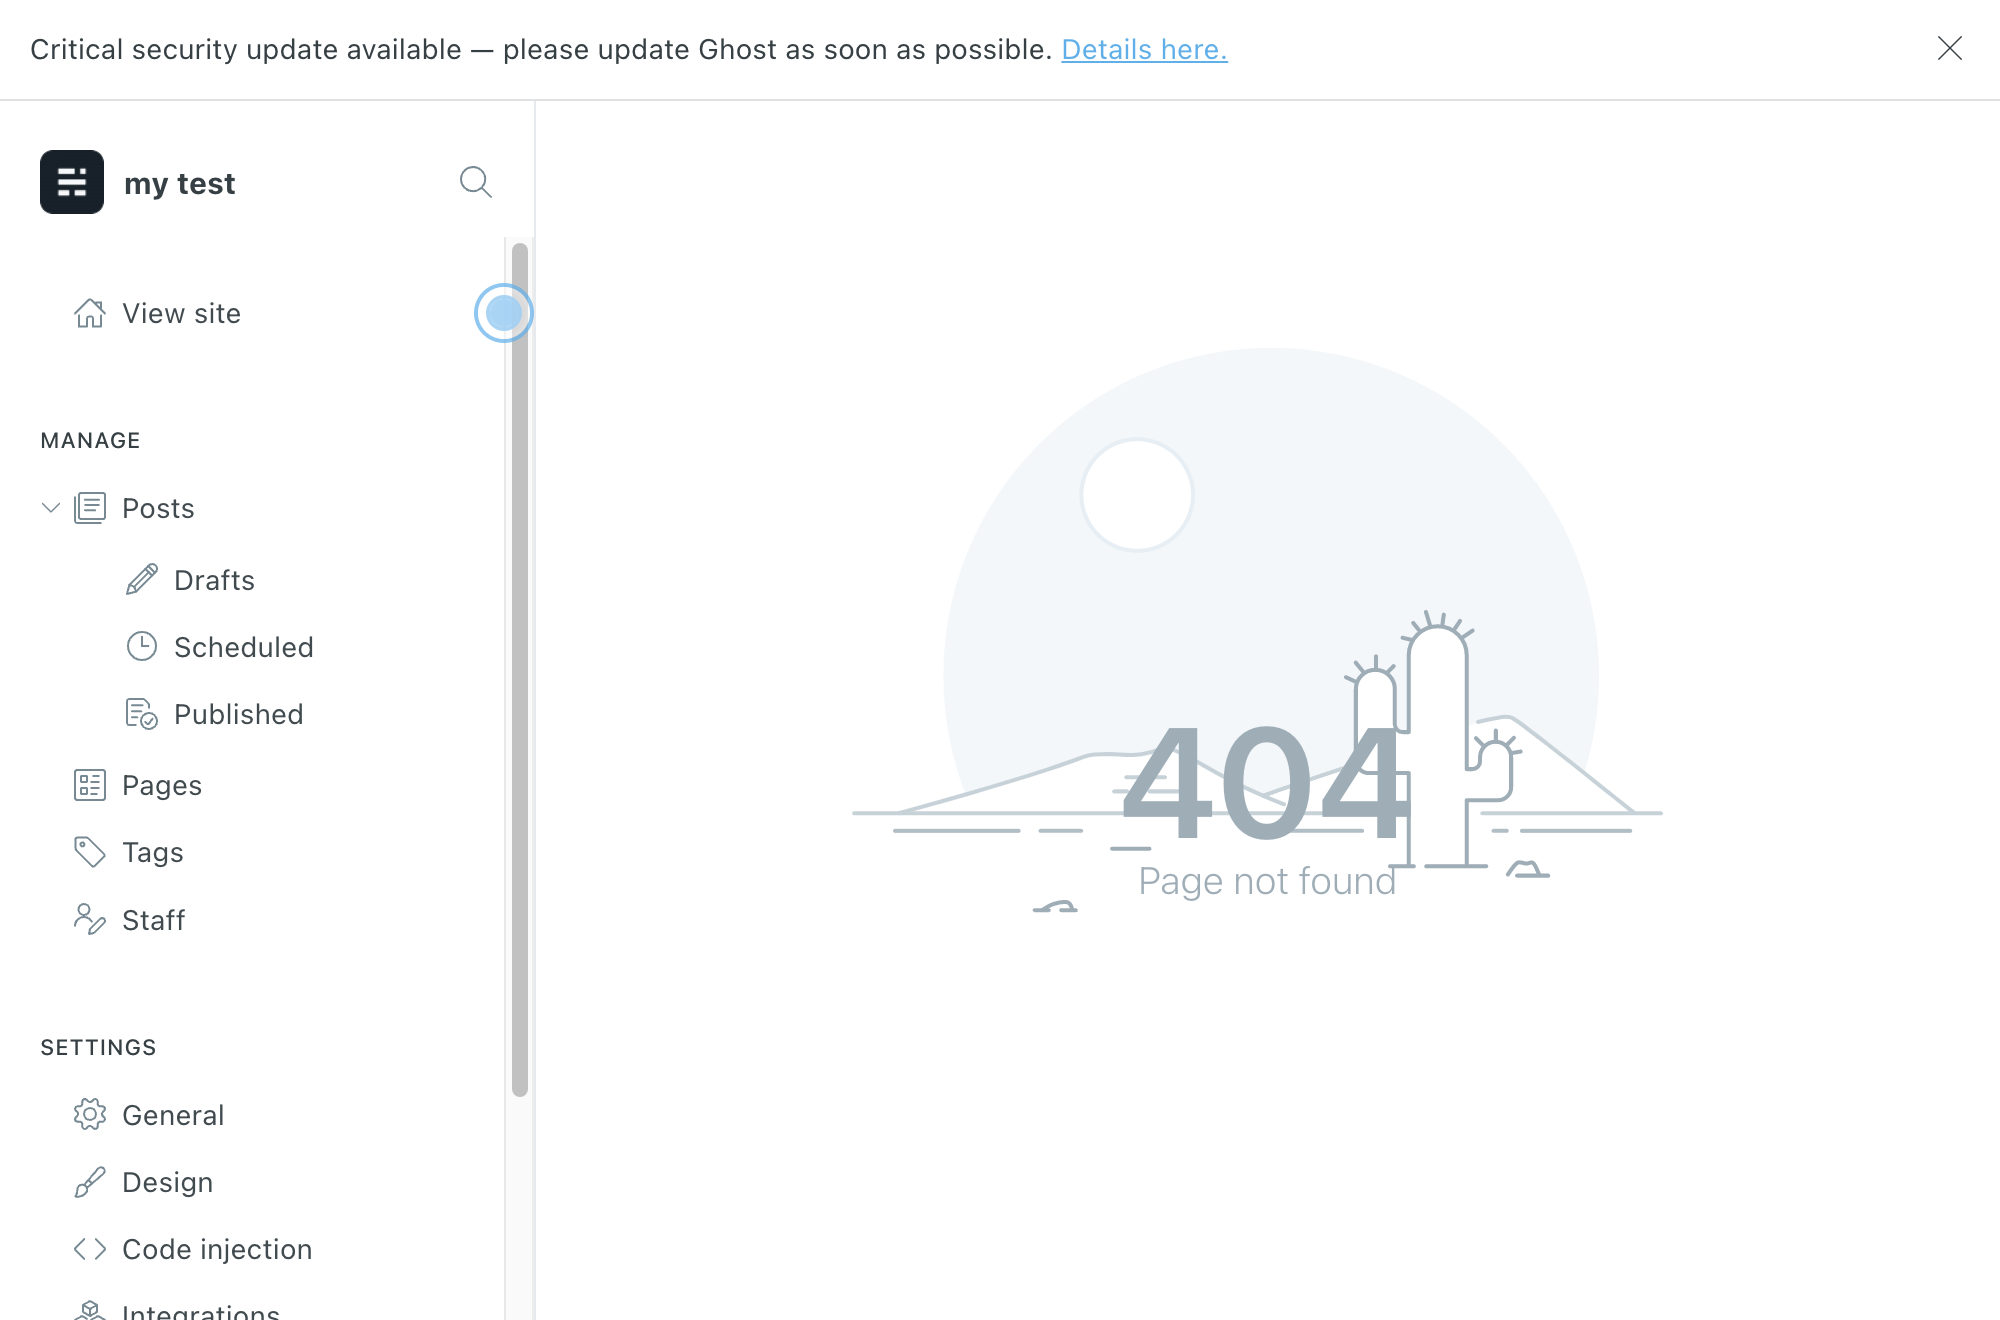 Critical security update available — please update Ghost as soon as possible. Details here.
my test
View site
MANAGE
Posts
Drafts
Scheduled
Published
Pages
Tags
Staff
SETTINGS
General
Design
Code injection
Integrations
404
Page not found